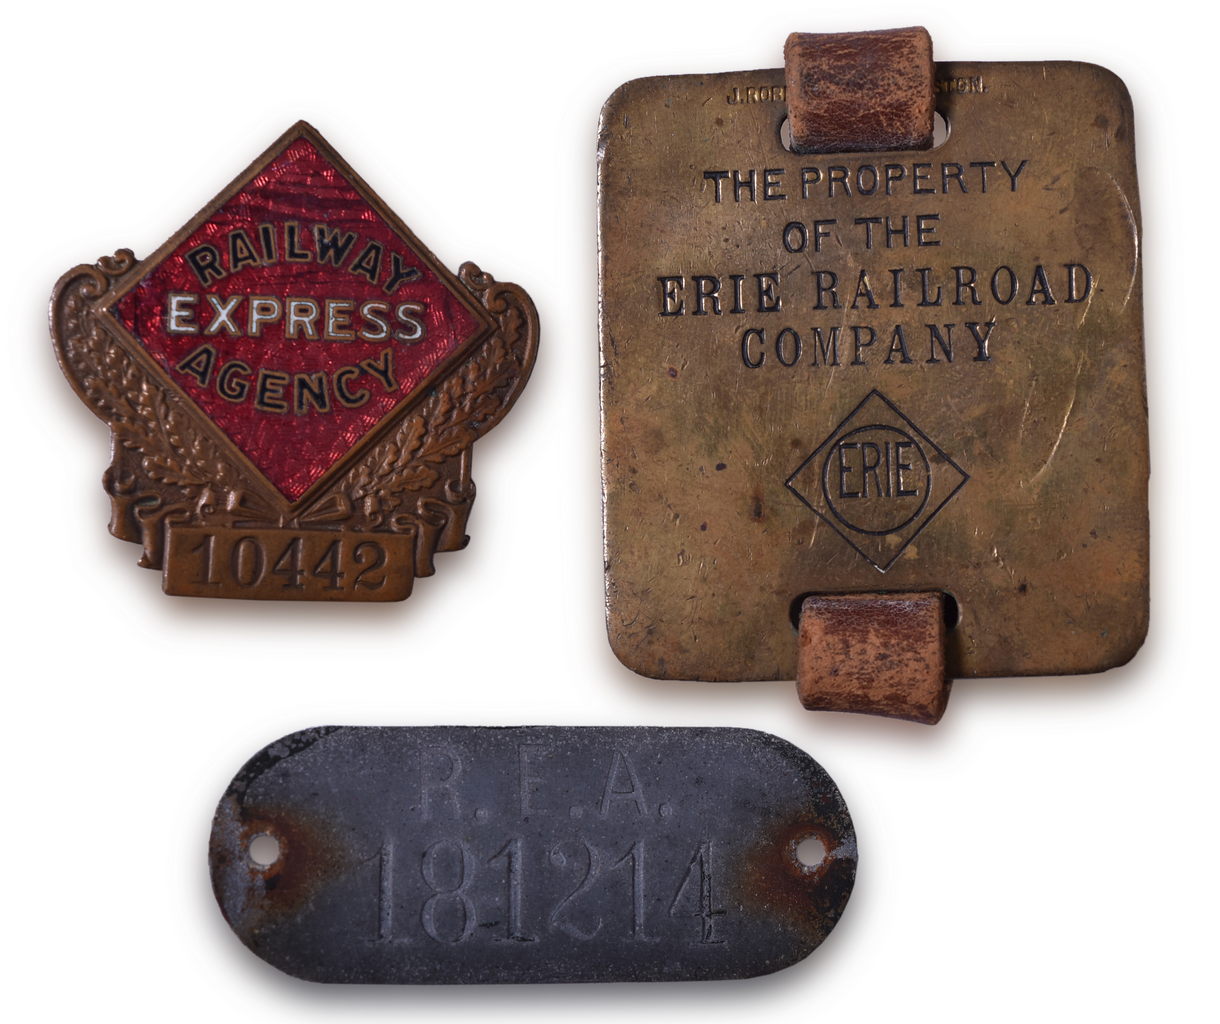 RAILWAY
EXPRESS
AGENCY
10442
THE PROPERTY
OF THE
ERIE RAILROAD
COMPANY
ERIE
R.E.A.
181214